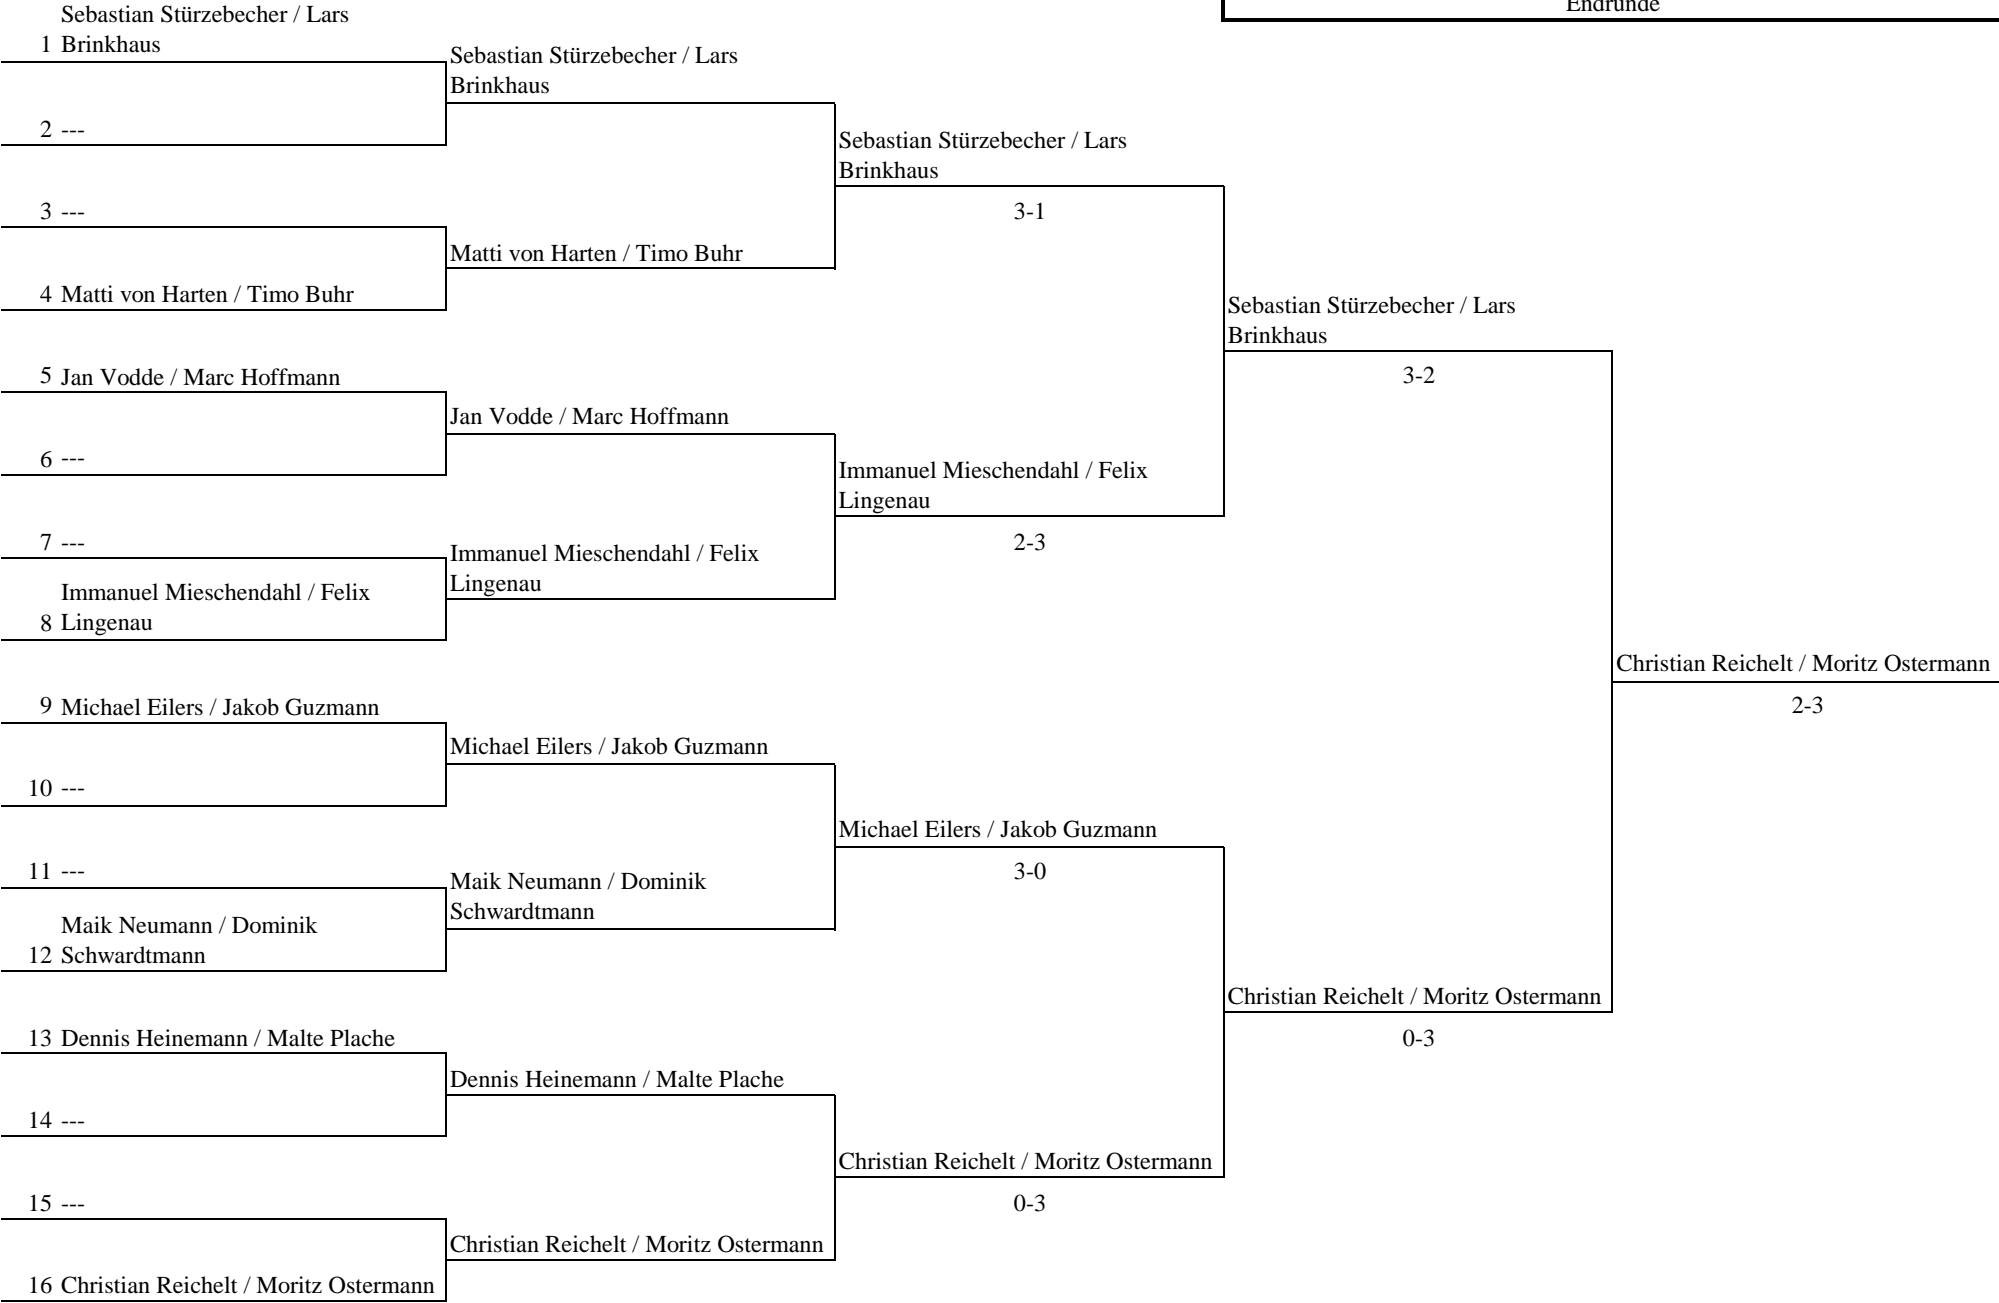 Endrunde
Sebastian Stürzebecher / Lars
1 Brinkhaus
2 ---
3 ---
4 Matti von Harten / Timo Buhr
5 Jan Vodde / Marc Hoffmann
6 ---
7 ---
Immanuel Mieschendahl / Felix
8 Lingenau
9 Michael Eilers / Jakob Guzmann
10 ---
11 ---
Maik Neumann / Dominik
12 Schwardtmann
13 Dennis Heinemann / Malte Plache
14 ---
15 ---
16 Christian Reichelt / Moritz Ostermann
Sebastian Stürzebecher / Lars
Brinkhaus
Matti von Harten / Timo Buhr
Jan Vodde / Marc Hoffmann
Immanuel Mieschendahl / Felix
Lingenau
Michael Eilers / Jakob Guzmann
Maik Neumann / Dominik
Schwardtmann
Dennis Heinemann / Malte Plache
Christian Reichelt / Moritz Ostermann
Sebastian Stürzebecher / Lars
Brinkhaus
3-1
Immanuel Mieschendahl / Felix
Lingenau
2-3
Michael Eilers / Jakob Guzmann
3-0
Christian Reichelt / Moritz Ostermann
0-3
Sebastian Stürzebecher / Lars
Brinkhaus
3-2
Christian Reichelt / Moritz Ostermann
0-3
Christian Reichelt / Moritz Ostermann
2-3